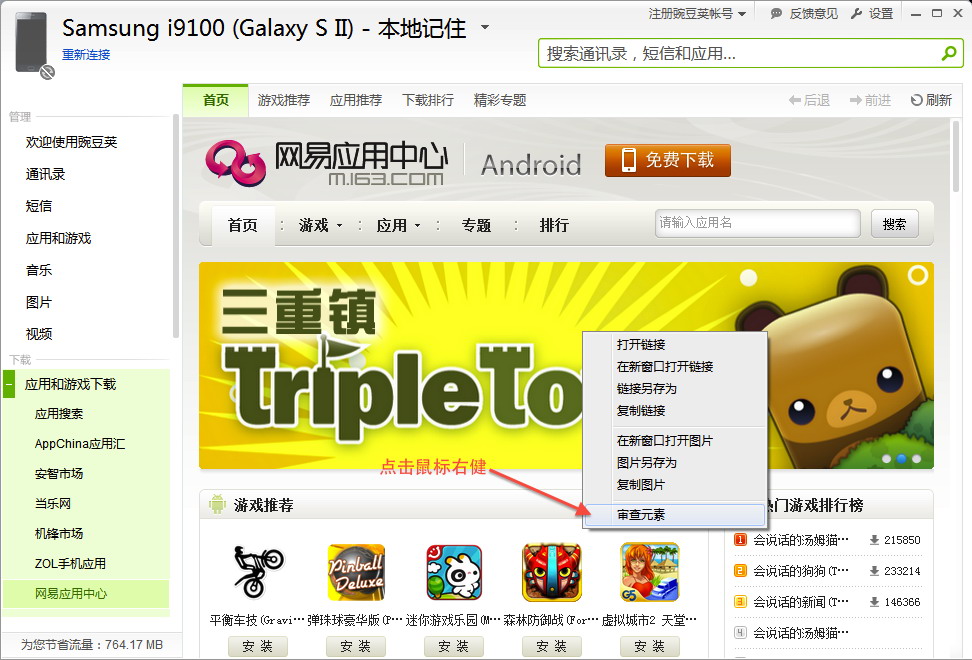 Samsung i9100 (Galaxy S II) - 本地记住
重新连接
注册豌豆荚帐号
反馈意见
设置
搜索通讯录，短信和应用...
首页 游戏推荐 应用推荐 下载排行 精彩专题
后退 前进 刷新
管理
欢迎使用豌豆荚
通讯录
短信
应用和游戏
音乐
图片
视频
下载
应用和游戏下载
应用搜索
AppChina应用汇
安智市场
当乐网
机锋市场
ZOL手机应用
网易应用中心
为您节省流量：764.17 MB
网易应用中心
m.163.com
Android
免费下载
首页 : 游戏 : 应用 : 专题 : 排行
请输入应用名
搜索
三重镇
Triple To
打开链接
在新窗口打开链接
链接另存为
复制链接
在新窗口打开图片
图片另存为
复制图片
审查元素
点击鼠标右健
游戏推荐
Pinball Deluxe
G5
平衡车技 (Gravi··· 弹珠球豪华版 (P··· 迷你游戏乐园 (M··· 森林防御战 (For··· 虚拟城市2 天堂···
安 装 安 装 安 装 安 装 安 装
热门游戏排行榜
1 会说话的汤姆猫··· 215850
2 会说话的狗狗 (T··· 233214
3 会说话的新闻 (T··· 146366
4 会说话的汤姆猫···